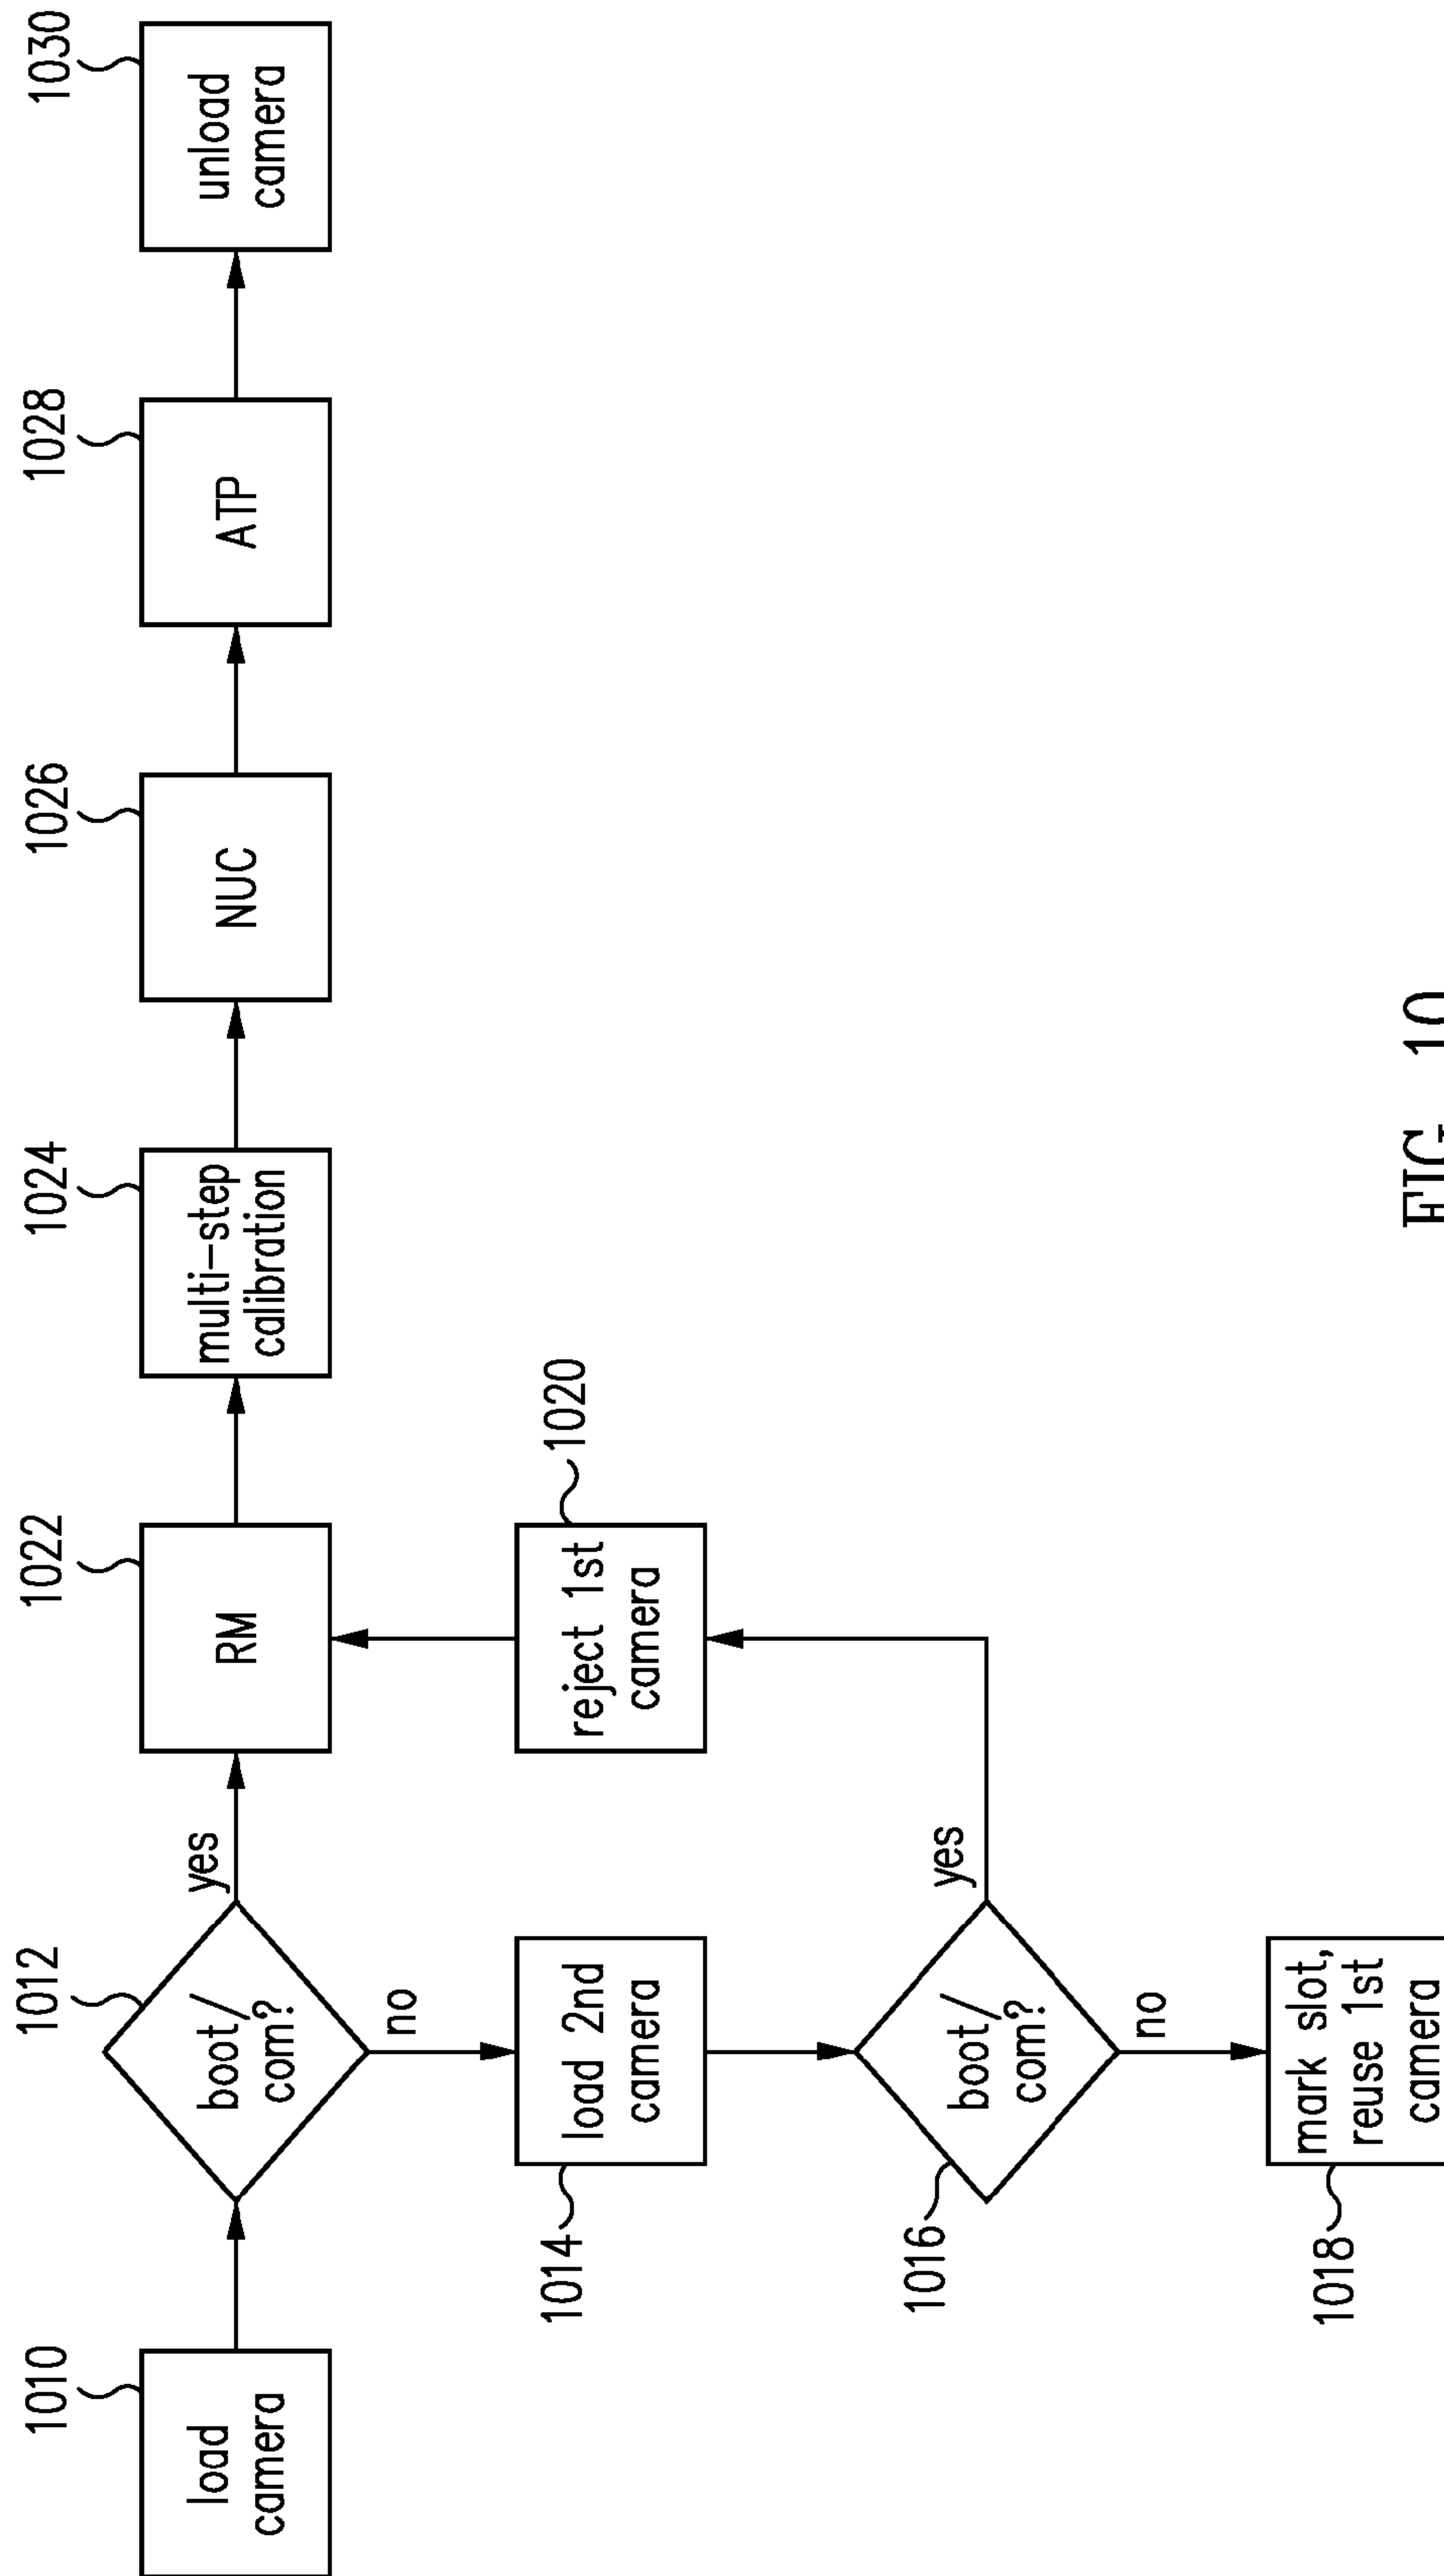 1010
load
camera
1012
boot/
com?
yes
no
1022
RM
1024
multi-step
calibration
1026
NUC
1028
ATP
1030
unload
camera
1014
load 2nd
camera
1020
reject 1st
camera
1016
boot/
com?
yes
no
1018
mark slot,
reuse 1st
camera
FIG. 10